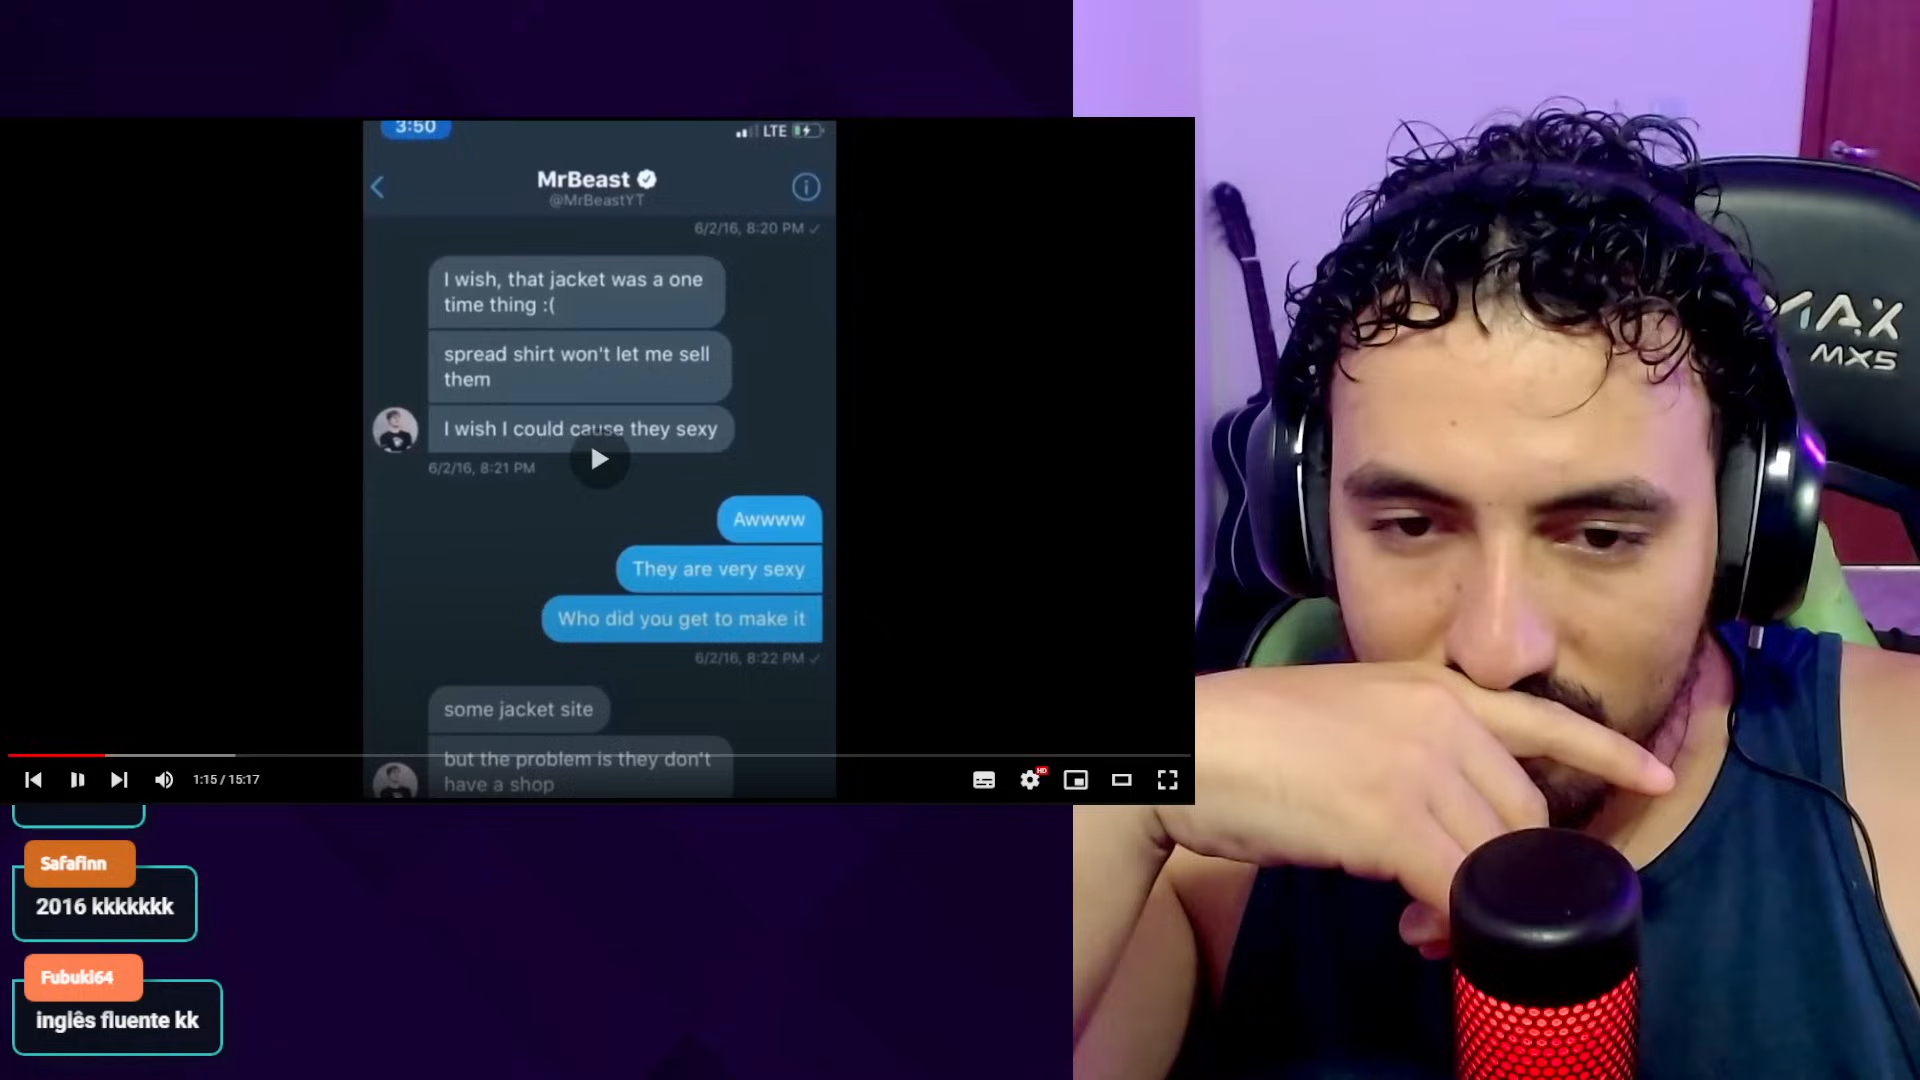 3:50
LTE
MrBeast
@MrBeastYT
6/2/16, 8:20 PM
I wish, that jacket was a one
time thing :(
spread shirt won't let me sell
them
I wish I could cause they sexy
6/2/16, 8:21 PM
Awwww
They are very sexy
Who did you get to make it
6/2/16, 8:22 PM
some jacket site
but the problem is they don't
have a shop
1:15 / 15:17
HD
Safafinn
2016 kkkkkkk
Fubuki64
inglês fluente kk
MAX
MX5